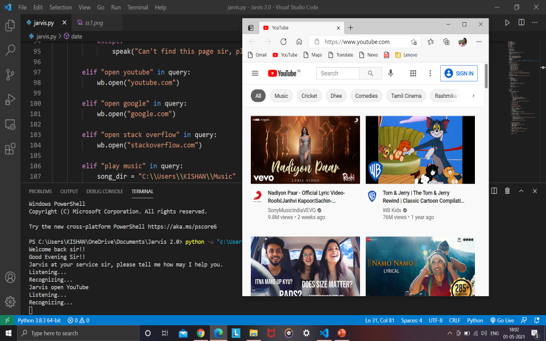 File Edit Selection View Go Run Terminal Help
jarvis.py - Jarvis 2.0 - Visual Studio Code
jarvis.py
ss1.png
jarvis.py > date
95
speak("Can't find this page sir, pl
96
97 elif "open youtube" in query:
98 wb.open("youtube.com")
99
100 elif "open google" in query:
101 wb.open("google.com")
102
103 elif "open stack overflow" in query:
104 wb.open("stackoverflow.com")
105
106 elif "play music" in query:
107 song_dir = "C:\\Users\\KISHAN\\Music"
PROBLEMS OUTPUT DEBUG CONSOLE TERMINAL
Windows PowerShell
Copyright (C) Microsoft Corporation. All rights reserved.
Try the new cross-platform PowerShell https://aka.ms/pscore6
PS C:\Users\KISHAN\OneDrive\Documents\Jarvis 2.0> python -u "c:\User
Welcome back sir!!
Good Evening Sir!!
Jarvis at your service sir, please tell me how may I help you.
Listening...
Recognizing...
Jarvis open YouTube
Listening...
Recognizing...
YouTube
https://www.youtube.com
Gmail YouTube Maps Translate News Lenovo
YouTube IN
Search
SIGN IN
All Music Cricket Dhee Comedies Tamil Cinema Rashmika
Nadiyon Paar
vevo
Nadiyon Paar - Official Lyric Video- Roohi|Janhvi Kapoor|Sachin-...
SonyMusicIndiaVEVO
9.8M views • 2 weeks ago
Tom & Jerry | The Tom & Jerry Rewind | Classic Cartoon Compilati...
WB Kids
76M views • 1 year ago
ITNA MAKEUP KYU?
DOES SIZE MATTER?
PADS?
NAMO NAMO
LYRICAL
285+
Python 3.8.3 64-bit 0 0
Ln 31, Col 81 Spaces: 4 UTF-8 CRLF Python Go Live
Type here to search
ENG
18:02
01-05-2021